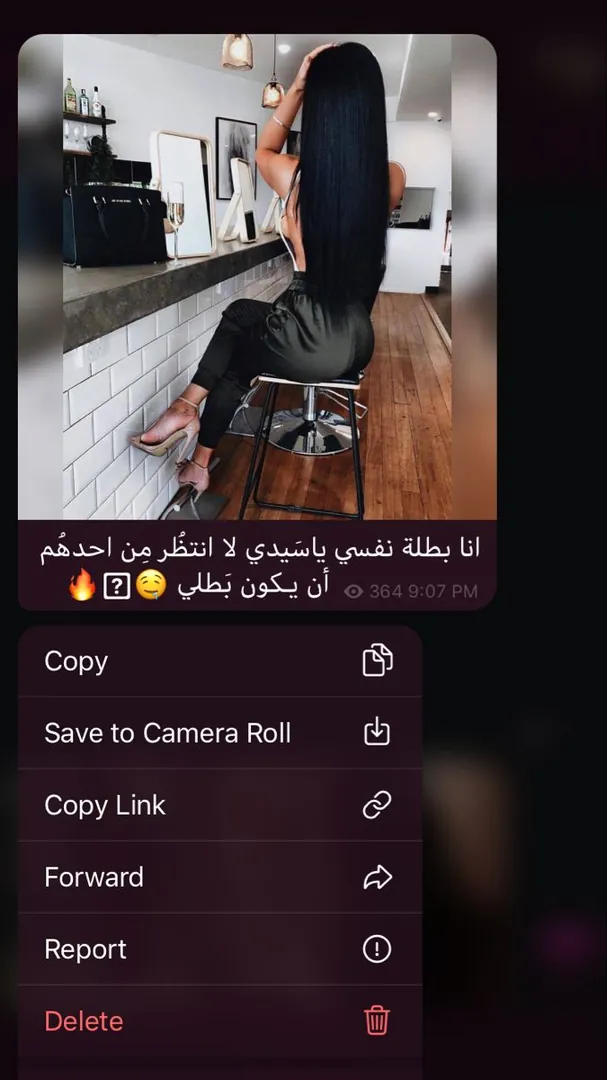 انا بطلة نفسي ياسَيدي لا انتظُر مِن احدهُم
أن يكون بَطلي 🤤🔥
364 9:07 PM
Copy
Save to Camera Roll
Copy Link
Forward
Report
Delete